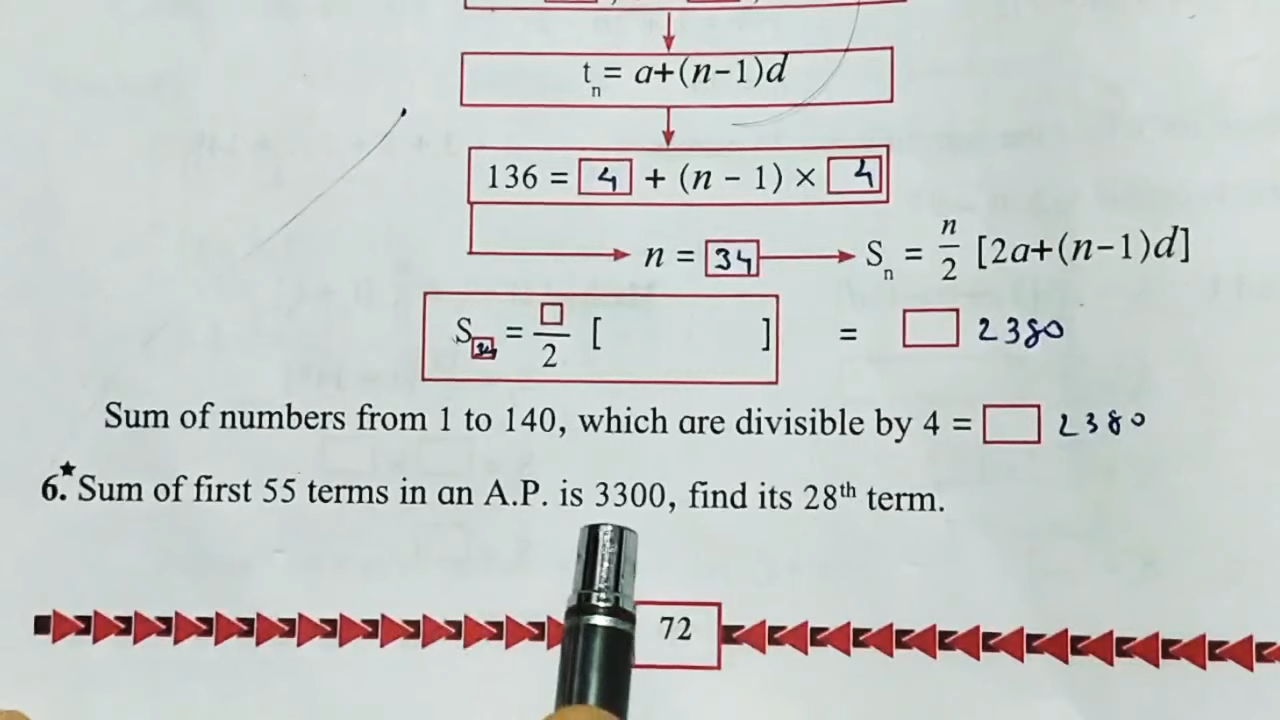 tn = a+(n-1)d
136 = 4 + (n - 1) × 4
n = 34 Sn = n/2 [2a+(n-1)d]
S34 = □/2 [ ] = □ 2380
Sum of numbers from 1 to 140, which are divisible by 4 = □ 2380
6.★ Sum of first 55 terms in an A.P. is 3300, find its 28th term.
72